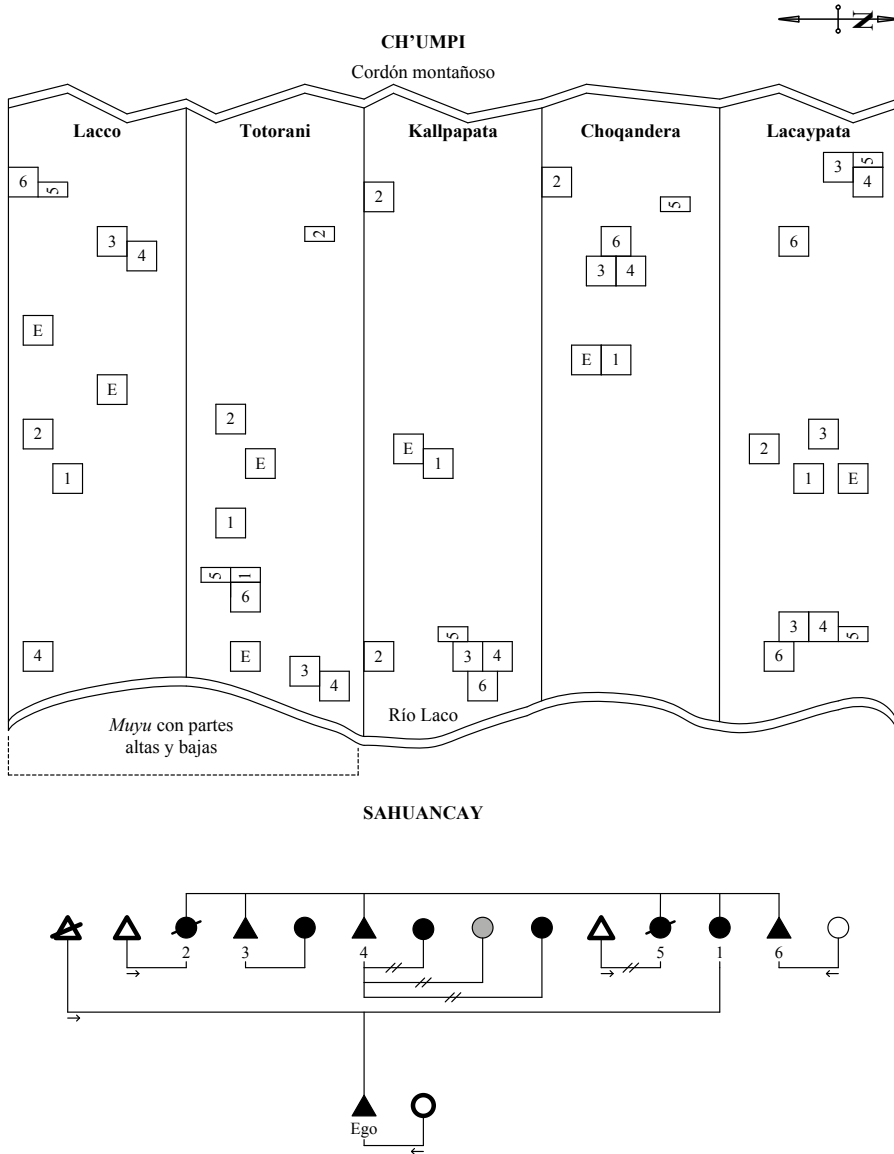 N
CH'UMPI
Cordón montañoso
Lacco Totorani Kallpapata Choqandera Lacaypata
6 5 2 2 5 3 5 4
3 4 2 6 6
3 4
E E 1
E
2 2 E 1 2 3
1 E 1 E
1
5 1
6
4 E 3 4 2 5 3 4 6 3 4 5 6
Río Laco
Muyu con partes
altas y bajas
SAHUANCAY
2 3 4 5 1 6
Ego